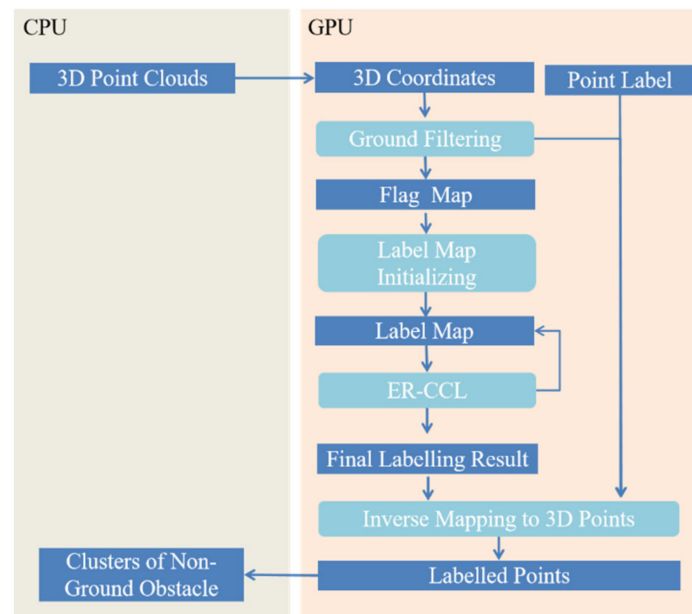 CPU
GPU
3D Point Clouds
3D Coordinates
Point Label
Ground Filtering
Flag Map
Label Map
Initializing
Label Map
ER-CCL
Final Labelling Result
Inverse Mapping to 3D Points
Clusters of Non-
Ground Obstacle
Labelled Points